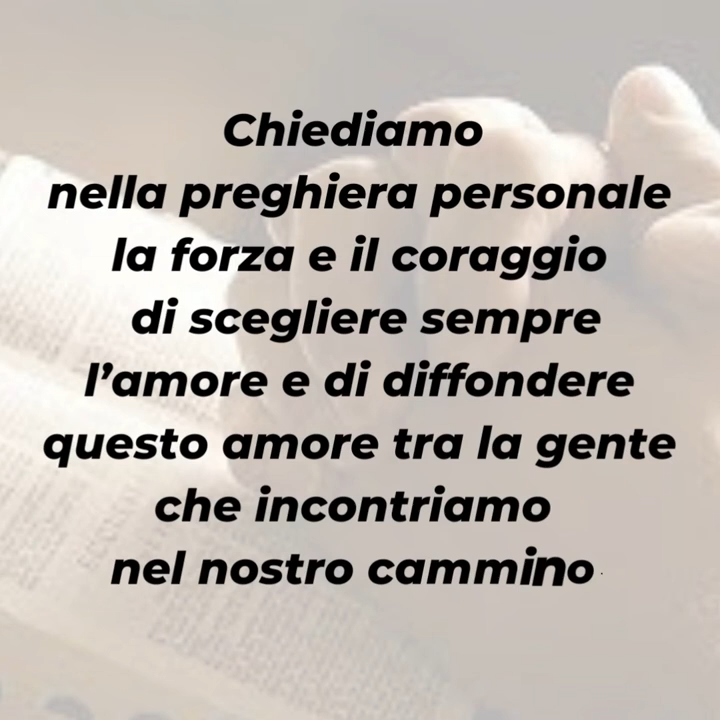 Chiediamo
nella preghiera personale
la forza e il coraggio
di scegliere sempre
l’amore e di diffondere
questo amore tra la gente
che incontriamo
nel nostro cammino.